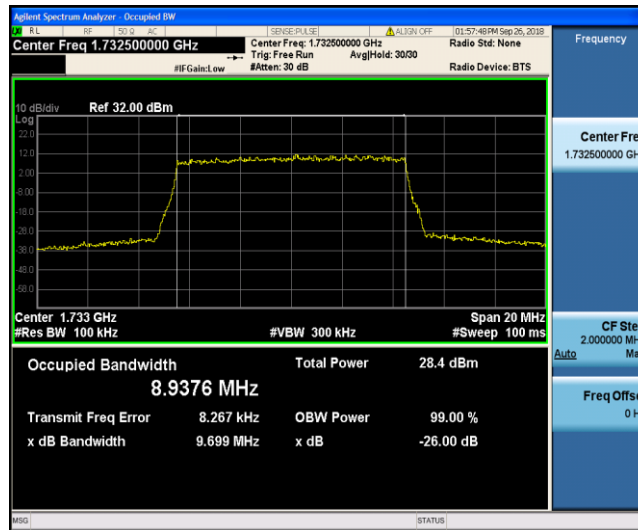 Agilent Spectrum Analyzer - Occupied BW
RL RF 50 Ω AC SENSE:PULSE ALIGN OFF 01:57:48 PM Sep 26, 2018
Center Freq 1.732500000 GHz Center Freq: 1.732500000 GHz Radio Std: None Frequency
Trig: Free Run Avg|Hold: 30/30
#IFGain:Low #Atten: 30 dB Radio Device: BTS
10 dB/div Ref 32.00 dBm
Log
22.0
12.0
2.00
-8.00
-18.0
-28.0
-38.0
-48.0
-58.0
Center Fre
1.732500000 GH
Center 1.733 GHz Span 20 MHz
#Res BW 100 kHz #VBW 300 kHz #Sweep 100 ms
CF Ste
2.000000 MH
Auto Ma
Occupied Bandwidth Total Power 28.4 dBm
8.9376 MHz
Transmit Freq Error 8.267 kHz OBW Power 99.00 %
x dB Bandwidth 9.699 MHz x dB -26.00 dB
Freq Offse
0 H
MSG STATUS